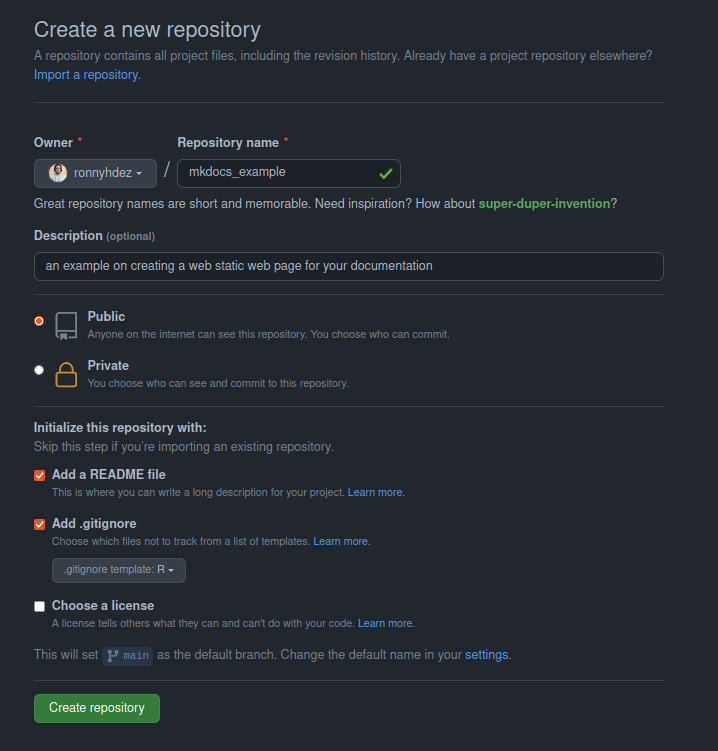 Create a new repository
A repository contains all project files, including the revision history. Already have a project repository elsewhere?
Import a repository.
Owner * Repository name *
ronnyhdez / mkdocs_example
Great repository names are short and memorable. Need inspiration? How about super-duper-invention?
Description (optional)
an example on creating a web static web page for your documentation
Public
Anyone on the internet can see this repository. You choose who can commit.
Private
You choose who can see and commit to this repository.
Initialize this repository with:
Skip this step if you're importing an existing repository.
Add a README file
This is where you can write a long description for your project. Learn more.
Add .gitignore
Choose which files not to track from a list of templates. Learn more.
.gitignore template: R
Choose a license
A license tells others what they can and can't do with your code. Learn more.
This will set main as the default branch. Change the default name in your settings.
Create repository